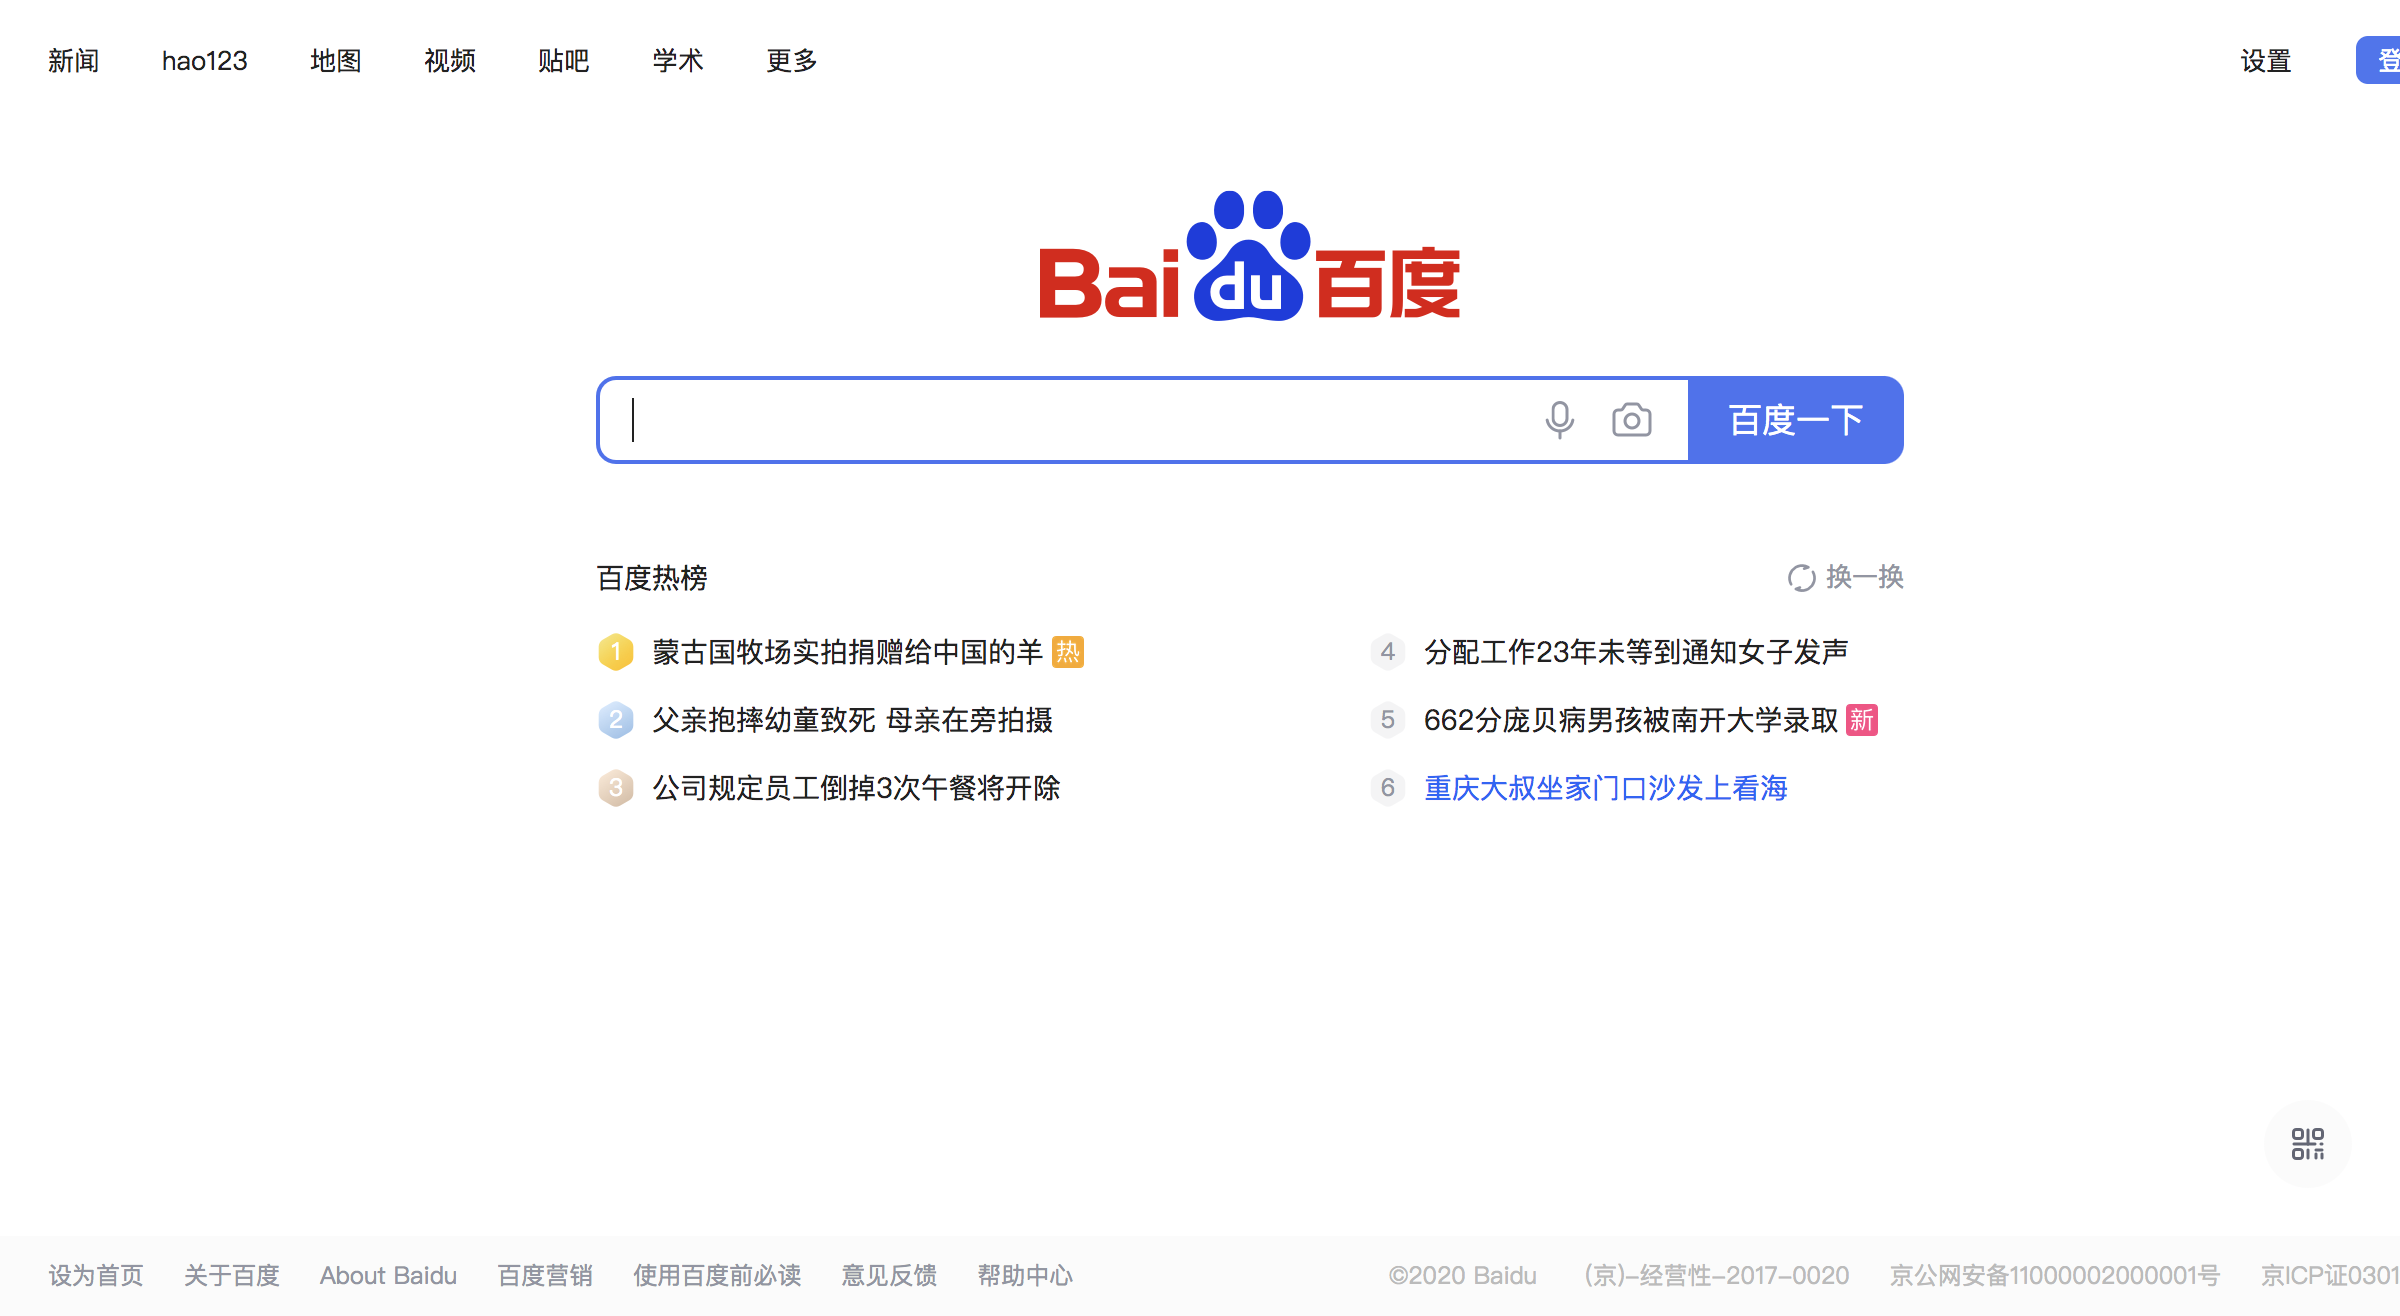 新闻 hao123 地图 视频 贴吧 学术 更多 设置 登
Bai du 百度
百度一下
百度热榜 换一换
1 蒙古国牧场实拍捐赠给中国的羊 热
2 父亲抱摔幼童致死 母亲在旁拍摄
3 公司规定员工倒掉3次午餐将开除
4 分配工作23年未等到通知女子发声
5 662分庞贝病男孩被南开大学录取 新
6 重庆大叔坐家门口沙发上看海
设为首页 关于百度 About Baidu 百度营销 使用百度前必读 意见反馈 帮助中心 ©2020 Baidu (京)-经营性-2017-0020 京公网安备11000002000001号 京ICP证0301